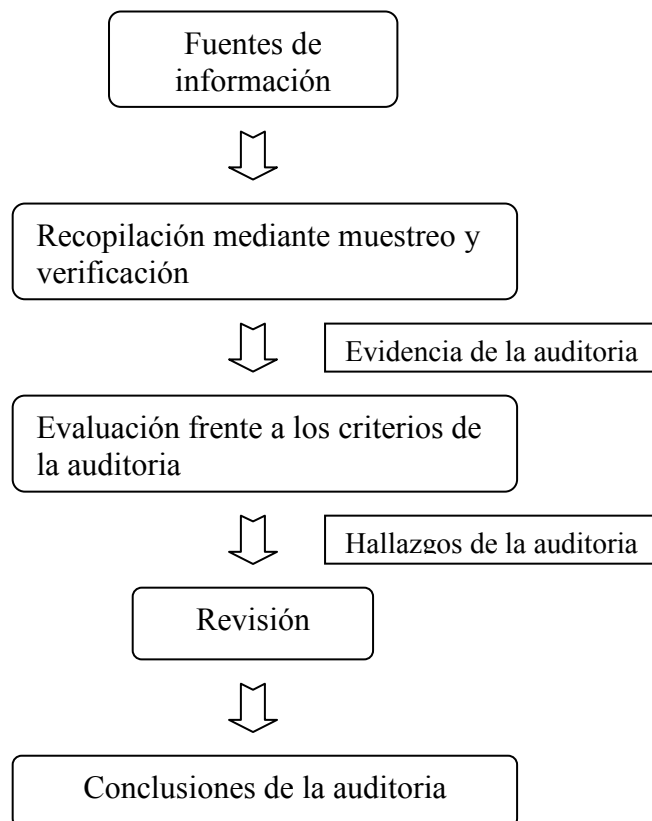 Fuentes de
información
Recopilación mediante muestreo y
verificación
Evidencia de la auditoria
Evaluación frente a los criterios de
la auditoria
Hallazgos de la auditoria
Revisión
Conclusiones de la auditoria